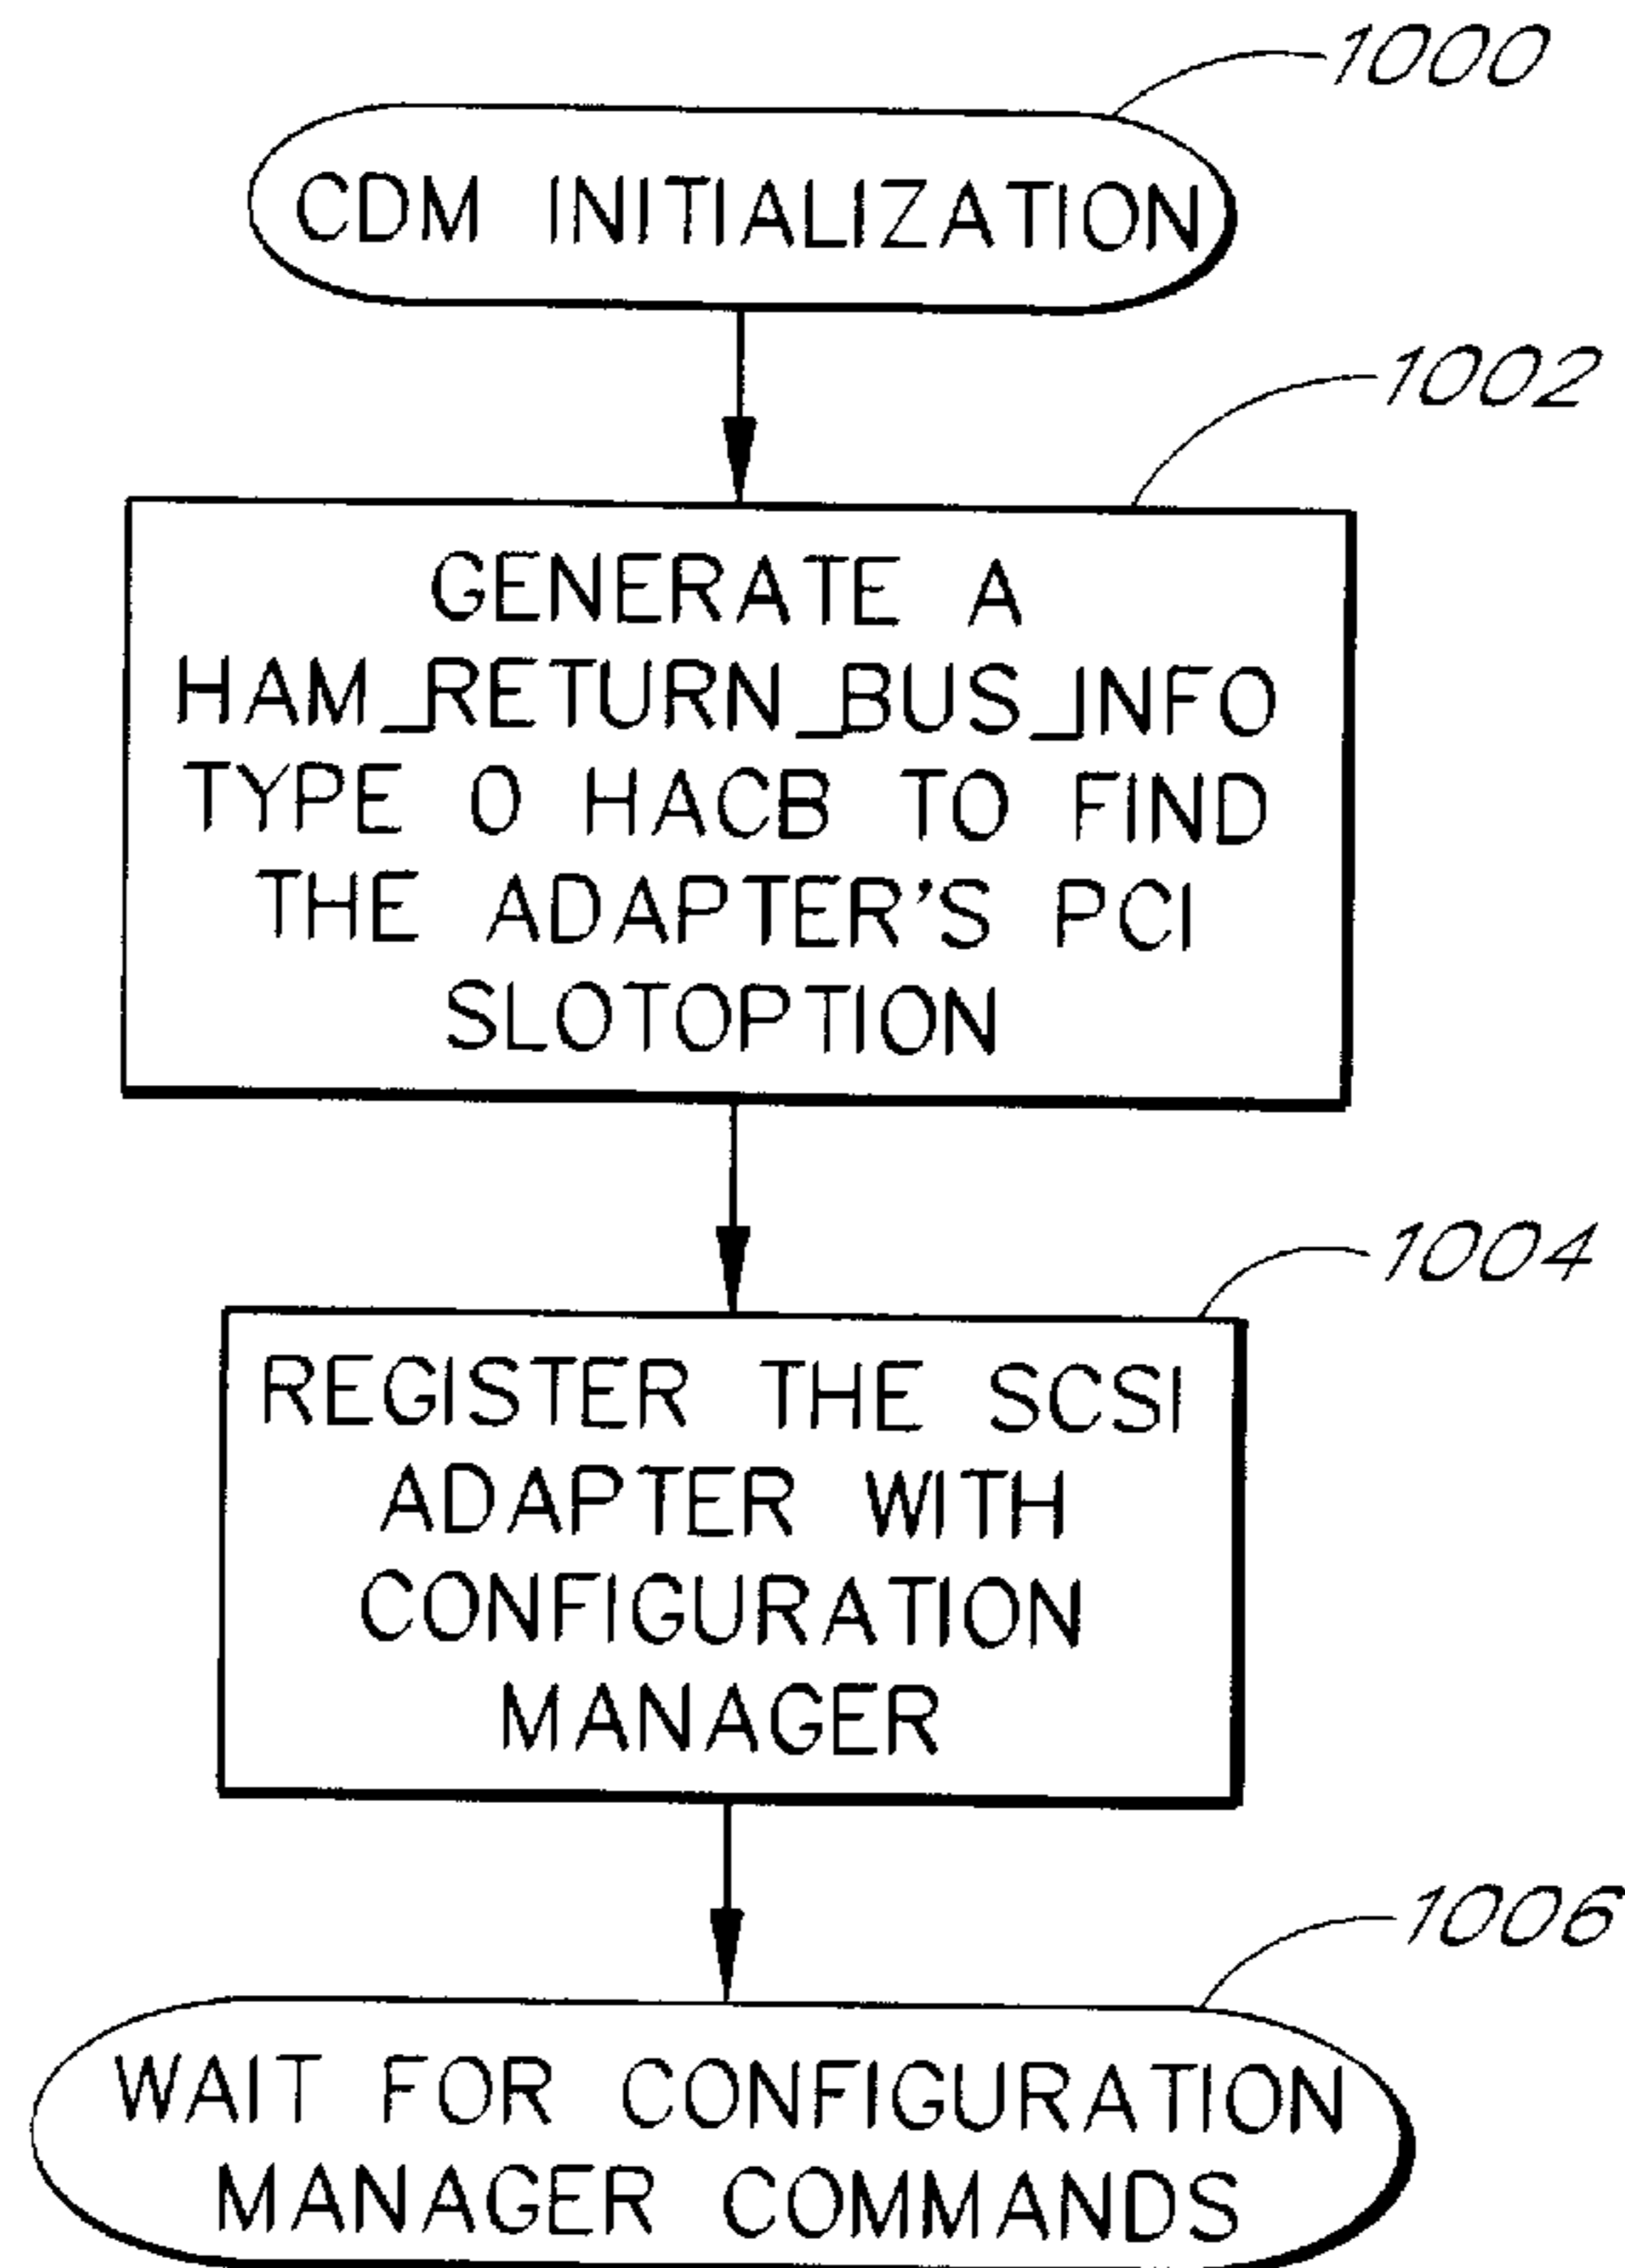 1000
CDM INITIALIZATION
1002
GENERATE A
HAM_RETURN_BUS_INFO
TYPE 0 HACB TO FIND
THE ADAPTER'S PCI
SLOTOPTION
1004
REGISTER THE SCSI
ADAPTER WITH
CONFIGURATION
MANAGER
1006
WAIT FOR CONFIGURATION
MANAGER COMMANDS